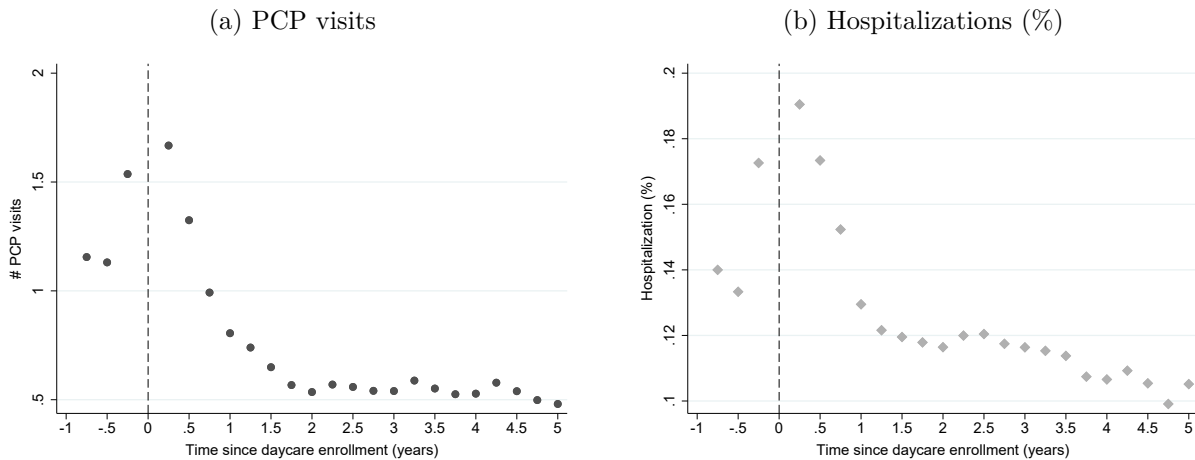 (a) PCP visits
2
1.5
1
.5
# PCP visits
-1 -.5 0 .5 1 1.5 2 2.5 3 3.5 4 4.5 5
Time since daycare enrollment (years)
(b) Hospitalizations (%)
.2
.18
.16
.14
.12
.1
Hospitalization (%)
-1 -.5 0 .5 1 1.5 2 2.5 3 3.5 4 4.5 5
Time since daycare enrollment (years)